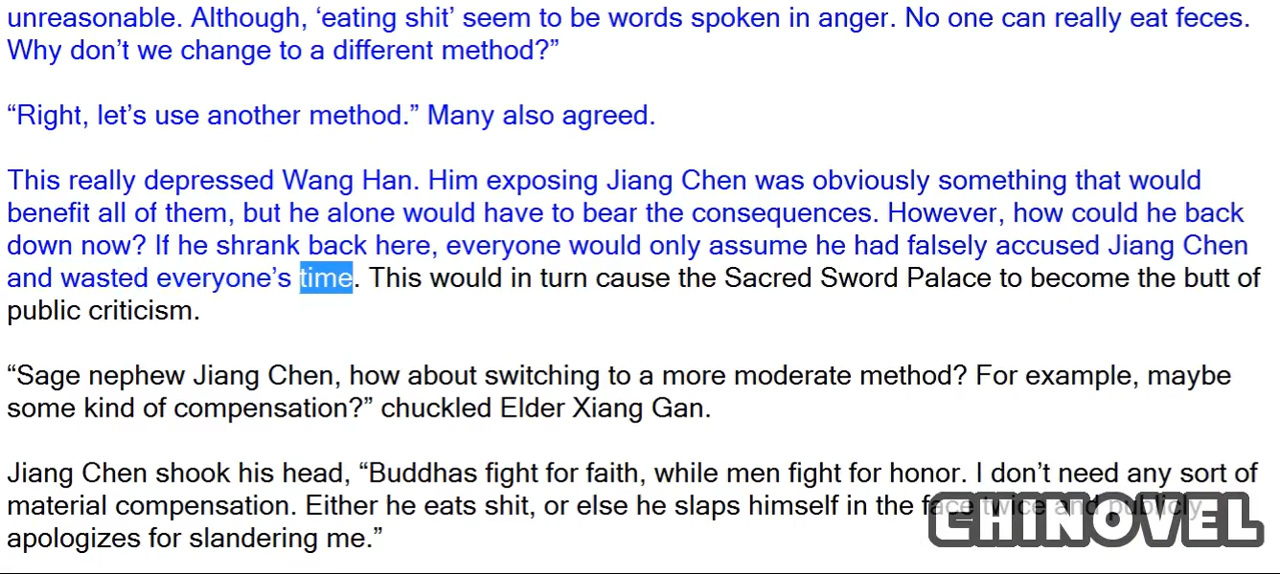 unreasonable. Although, ‘eating shit’ seem to be words spoken in anger. No one can really eat feces.
Why don’t we change to a different method?”
“Right, let’s use another method.” Many also agreed.
This really depressed Wang Han. Him exposing Jiang Chen was obviously something that would
benefit all of them, but he alone would have to bear the consequences. However, how could he back
down now? If he shrank back here, everyone would only assume he had falsely accused Jiang Chen
and wasted everyone’s time. This would in turn cause the Sacred Sword Palace to become the butt of
public criticism.
“Sage nephew Jiang Chen, how about switching to a more moderate method? For example, maybe
some kind of compensation?” chuckled Elder Xiang Gan.
Jiang Chen shook his head, “Buddhas fight for faith, while men fight for honor. I don’t need any sort of
material compensation. Either he eats shit, or else he slaps himself in the face twice and publicly
apologizes for slandering me.”
CHINOVEL